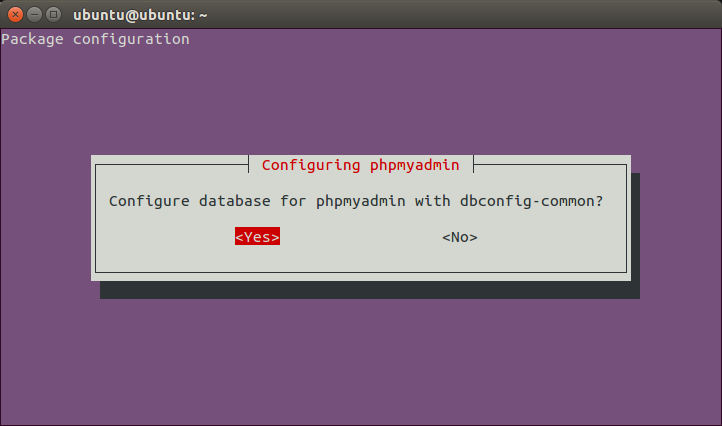 ubuntu@ubuntu: ~
Package configuration
Configuring phpmyadmin
Configure database for phpmyadmin with dbconfig-common?
<Yes> <No>